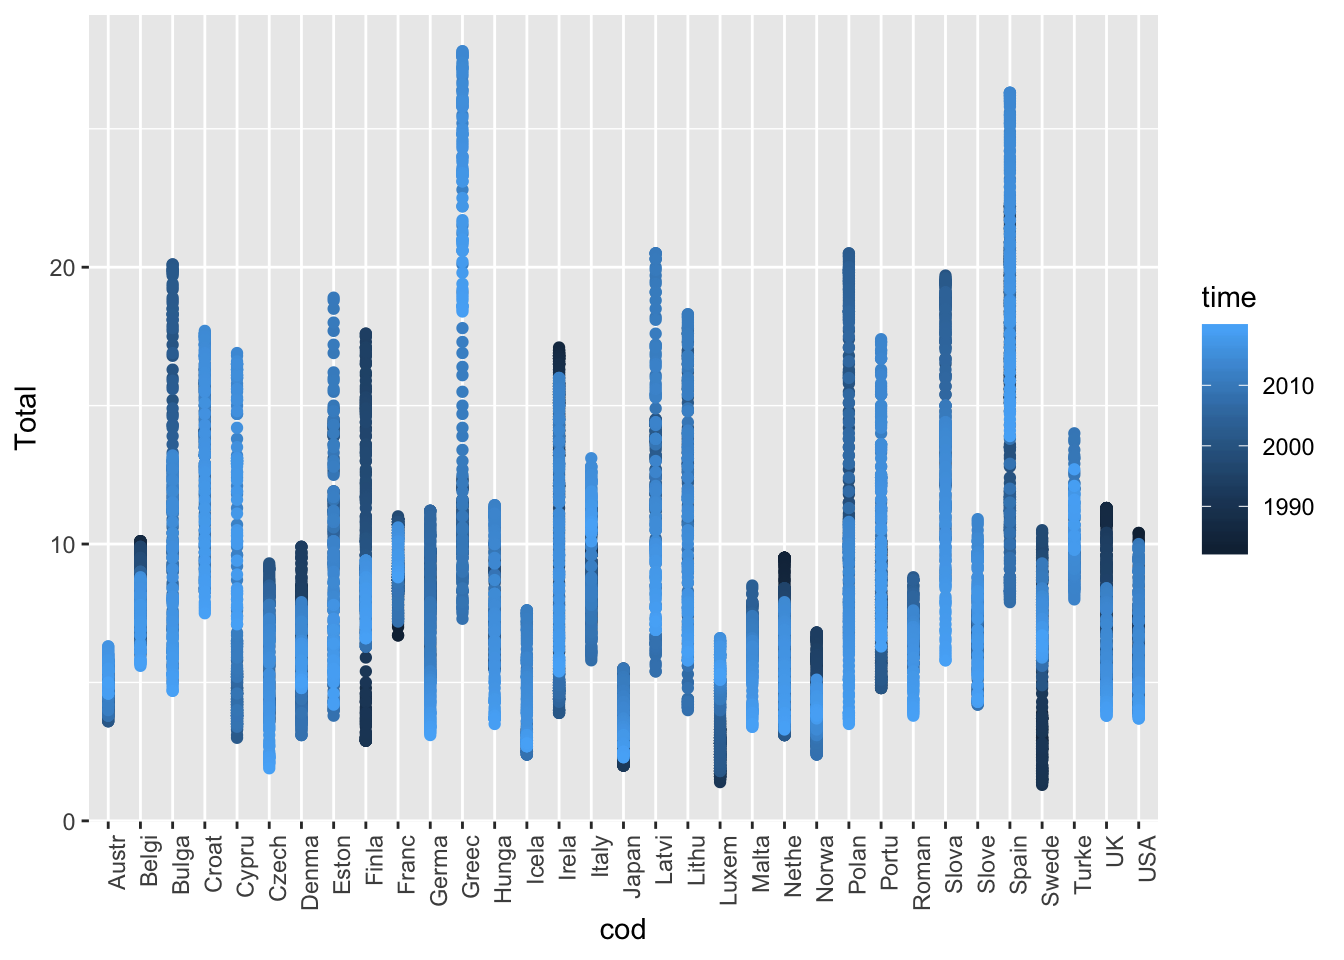 Total
20
10
0
Austr
Belgi
Bulga
Croat
Cypru
Czech
Denma
Eston
Finla
Franc
Germa
Greec
Hunga
Icela
Irela
Italy
Japan
Latvi
Lithu
Luxem
Malta
Nethe
Norwa
Polan
Portu
Roman
Slova
Slove
Spain
Swede
Turke
UK
USA
cod
time
2010
2000
1990